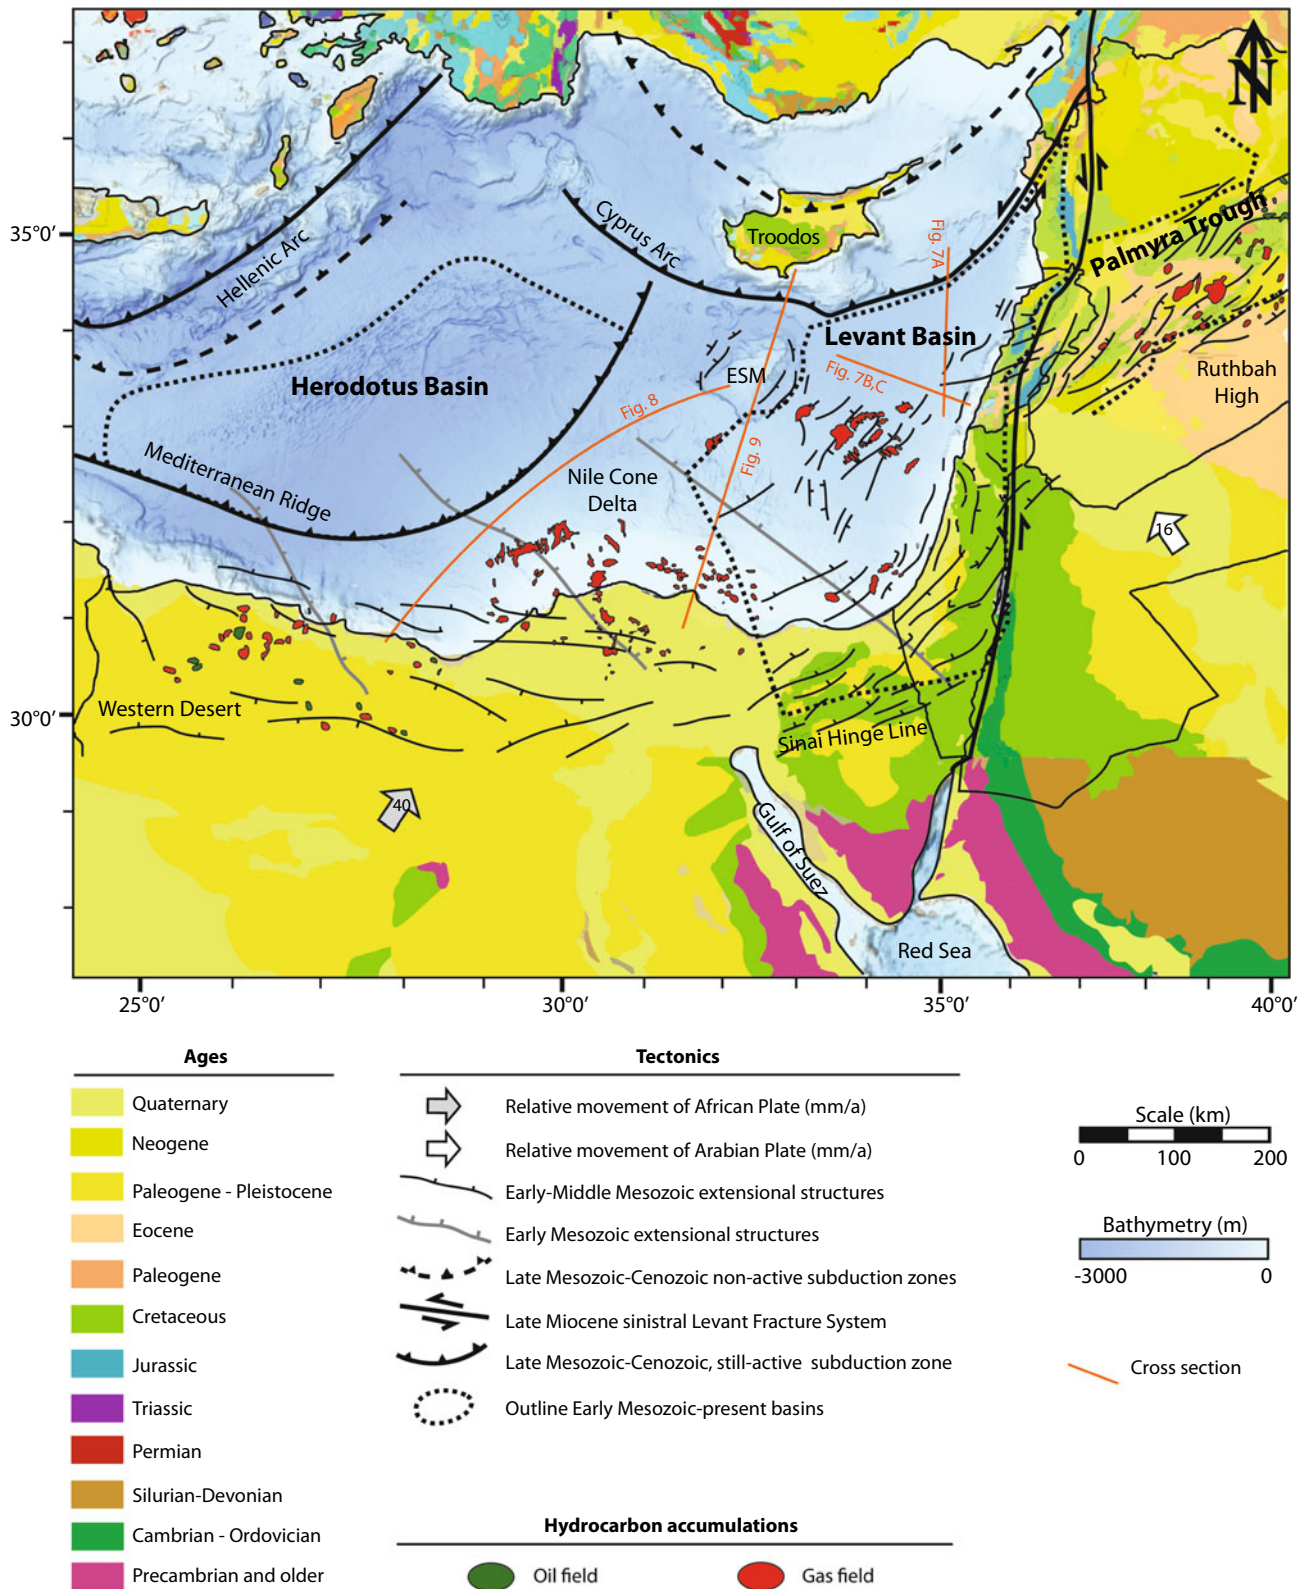 N
35°0'
Hellenic Arc
Cyprus Arc
Troodos
Fig. 7A
Palmyra Trough
Levant Basin
Herodotus Basin
ESM
Fig. 7B,C
Ruthbah
High
Fig. 8
Fig. 9
Mediterranean Ridge
Nile Cone
Delta
16
30°0'
Western Desert
Sinai Hinge Line
40
Gulf of Suez
Red Sea
25°0'
30°0'
35°0'
40°0'
Ages
Quaternary
Neogene
Paleogene - Pleistocene
Eocene
Paleogene
Cretaceous
Jurassic
Triassic
Permian
Silurian-Devonian
Cambrian - Ordovician
Precambrian and older
Tectonics
Relative movement of African Plate (mm/a)
Relative movement of Arabian Plate (mm/a)
Early-Middle Mesozoic extensional structures
Early Mesozoic extensional structures
Late Mesozoic-Cenozoic non-active subduction zones
Late Miocene sinistral Levant Fracture System
Late Mesozoic-Cenozoic, still-active subduction zone
Outline Early Mesozoic-present basins
Hydrocarbon accumulations
Oil field
Gas field
Scale (km)
0 100 200
Bathymetry (m)
-3000 0
Cross section